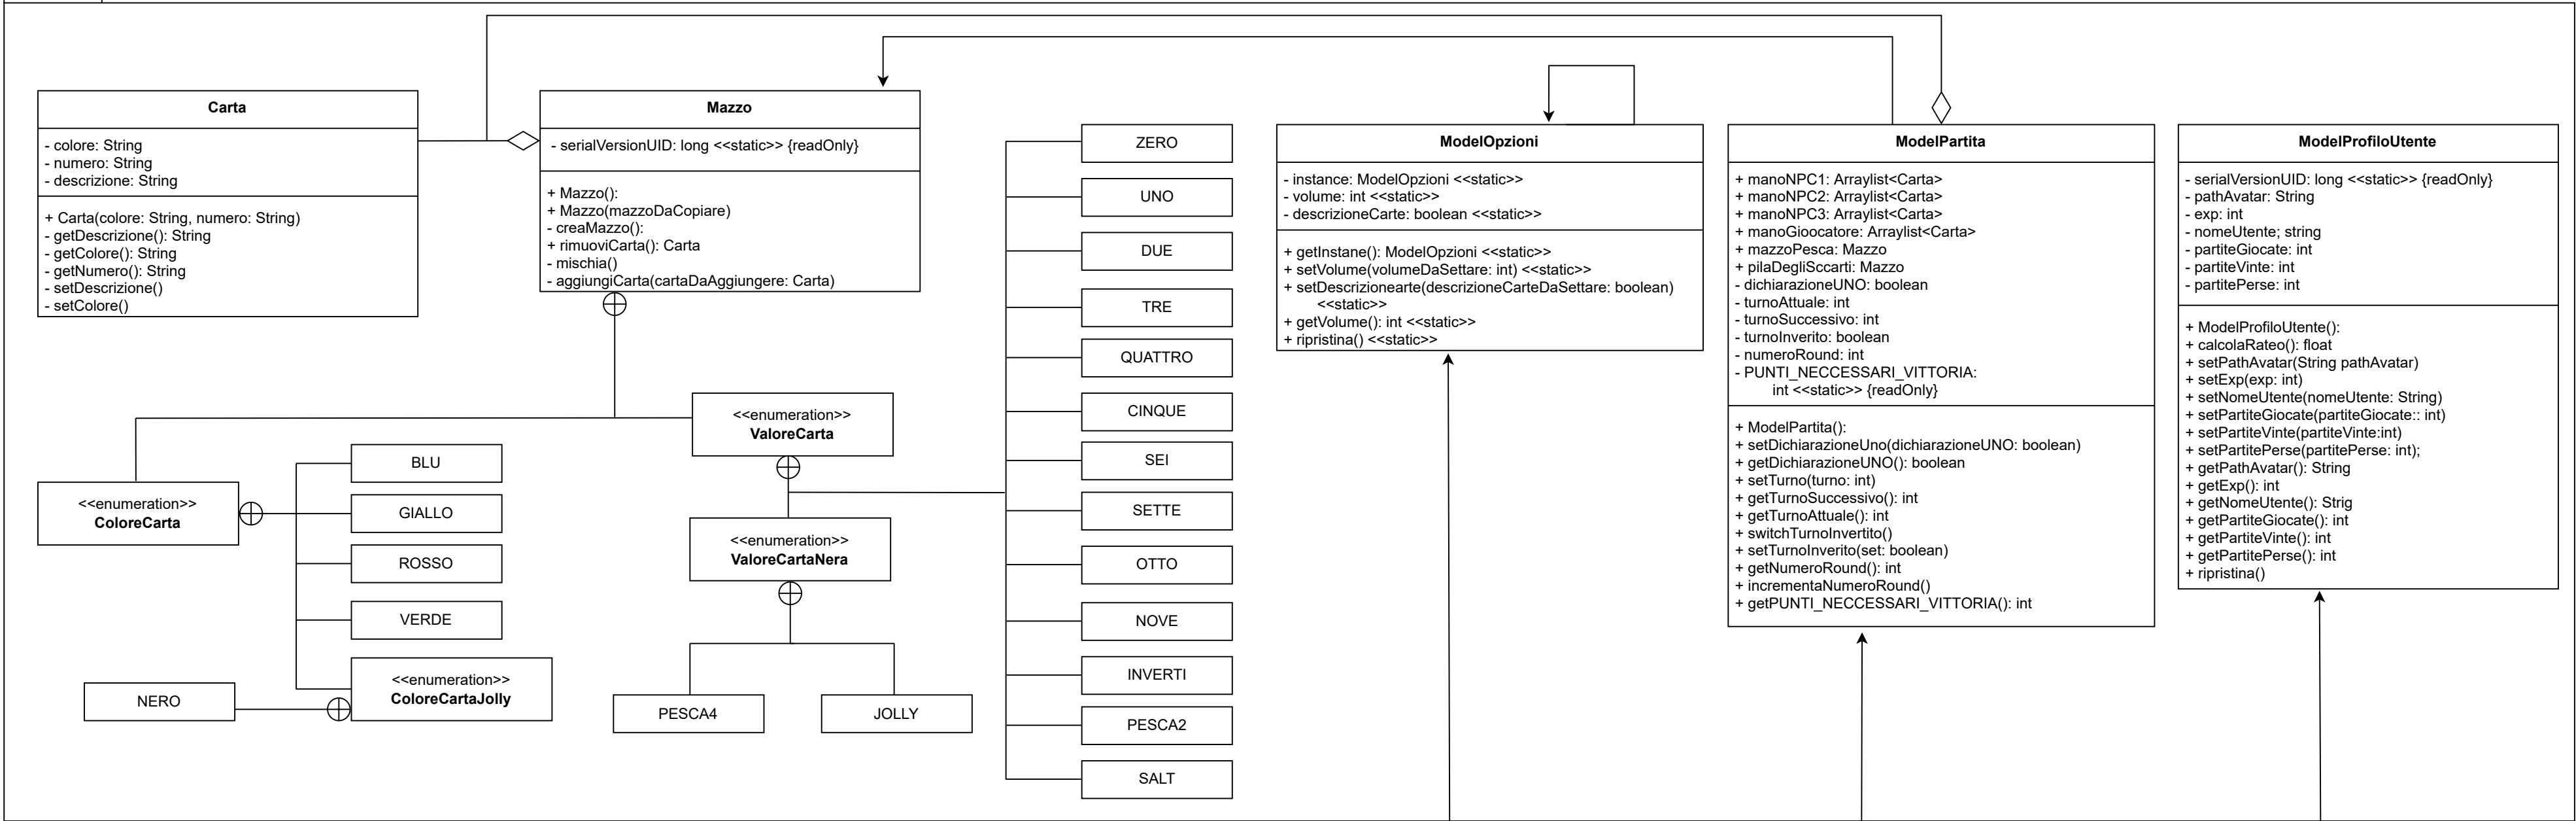 Carta
- colore: String
- numero: String
- descrizione: String
+ Carta(colore: String, numero: String)
- getDescrizione(): String
- getColore(): String
- getNumero(): String
- setDescrizione()
- setColore()
Mazzo
- serialVersionUID: long <<static>> {readOnly}
+ Mazzo():
+ Mazzo(mazzoDaCopiare)
- creaMazzo():
+ rimuoviCarta(): Carta
- mischia()
- aggiungiCarta(cartaDaAggiungere: Carta)
<<enumeration>>
ColoreCarta
BLU
GIALLO
ROSSO
VERDE
<<enumeration>>
ColoreCartaJolly
NERO
<<enumeration>>
ValoreCarta
<<enumeration>>
ValoreCartaNera
PESCA4
JOLLY
ZERO
UNO
DUE
TRE
QUATTRO
CINQUE
SEI
SETTE
OTTO
NOVE
INVERTI
PESCA2
SALT
ModelOpzioni
- instance: ModelOpzioni <<static>>
- volume: int <<static>>
- descrizioneCarte: boolean <<static>>
+ getInstane(): ModelOpzioni <<static>>
+ setVolume(volumeDaSettare: int) <<static>>
+ setDescrizionearte(descrizioneCarteDaSettare: boolean)
<<static>>
+ getVolume(): int <<static>>
+ ripristina() <<static>>
ModelPartita
+ manoNPC1: Arraylist<Carta>
+ manoNPC2: Arraylist<Carta>
+ manoNPC3: Arraylist<Carta>
+ manoGioocatore: Arraylist<Carta>
+ mazzoPesca: Mazzo
+ pilaDegliSccarti: Mazzo
- dichiarazioneUNO: boolean
- turnoAttuale: int
- turnoSuccessivo: int
- turnoInverito: boolean
- numeroRound: int
- PUNTI_NECCESSARI_VITTORIA:
int <<static>> {readOnly}
+ ModelPartita():
+ setDichiarazioneUno(dichiarazioneUNO: boolean)
+ getDichiarazioneUNO(): boolean
+ setTurno(turno: int)
+ getTurnoSuccessivo(): int
+ getTurnoAttuale(): int
+ switchTurnoInvertito()
+ setTurnoInverito(set: boolean)
+ getNumeroRound(): int
+ incrementaNumeroRound()
+ getPUNTI_NECCESSARI_VITTORIA(): int
ModelProfiloUtente
- serialVersionUID: long <<static>> {readOnly}
- pathAvatar: String
- exp: int
- nomeUtente; string
- partiteGiocate: int
- partiteVinte: int
- partitePerse: int
+ ModelProfiloUtente():
+ calcolaRateo(): float
+ setPathAvatar(String pathAvatar)
+ setExp(exp: int)
+ setNomeUtente(nomeUtente: String)
+ setPartiteGiocate(partiteGiocate:: int)
+ setPartiteVinte(partiteVinte:int)
+ setPartitePerse(partitePerse: int);
+ getPathAvatar(): String
+ getExp(): int
+ getNomeUtente(): Strig
+ getPartiteGiocate(): int
+ getPartiteVinte(): int
+ getPartitePerse(): int
+ ripristina()